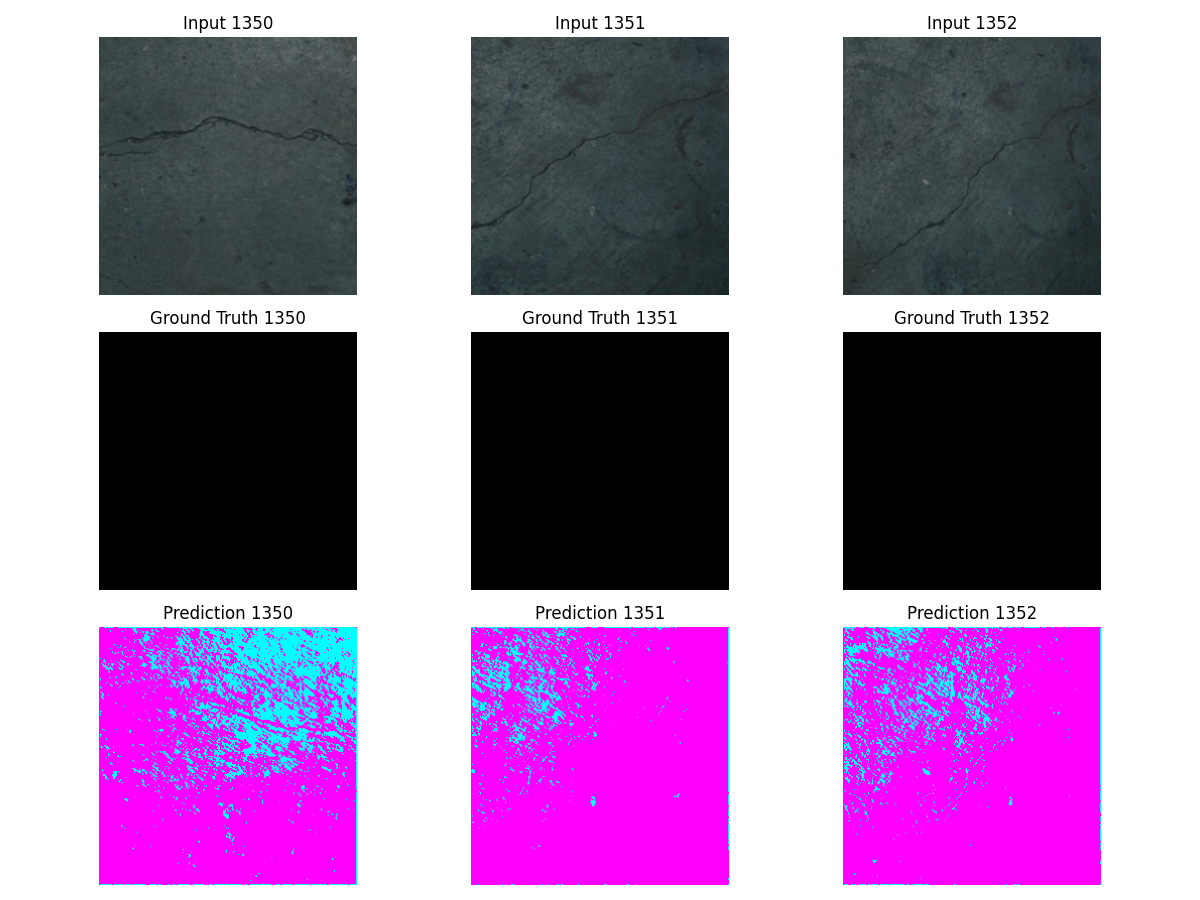 Input 1350
Input 1351
Input 1352
Ground Truth 1350
Ground Truth 1351
Ground Truth 1352
Prediction 1350
Prediction 1351
Prediction 1352